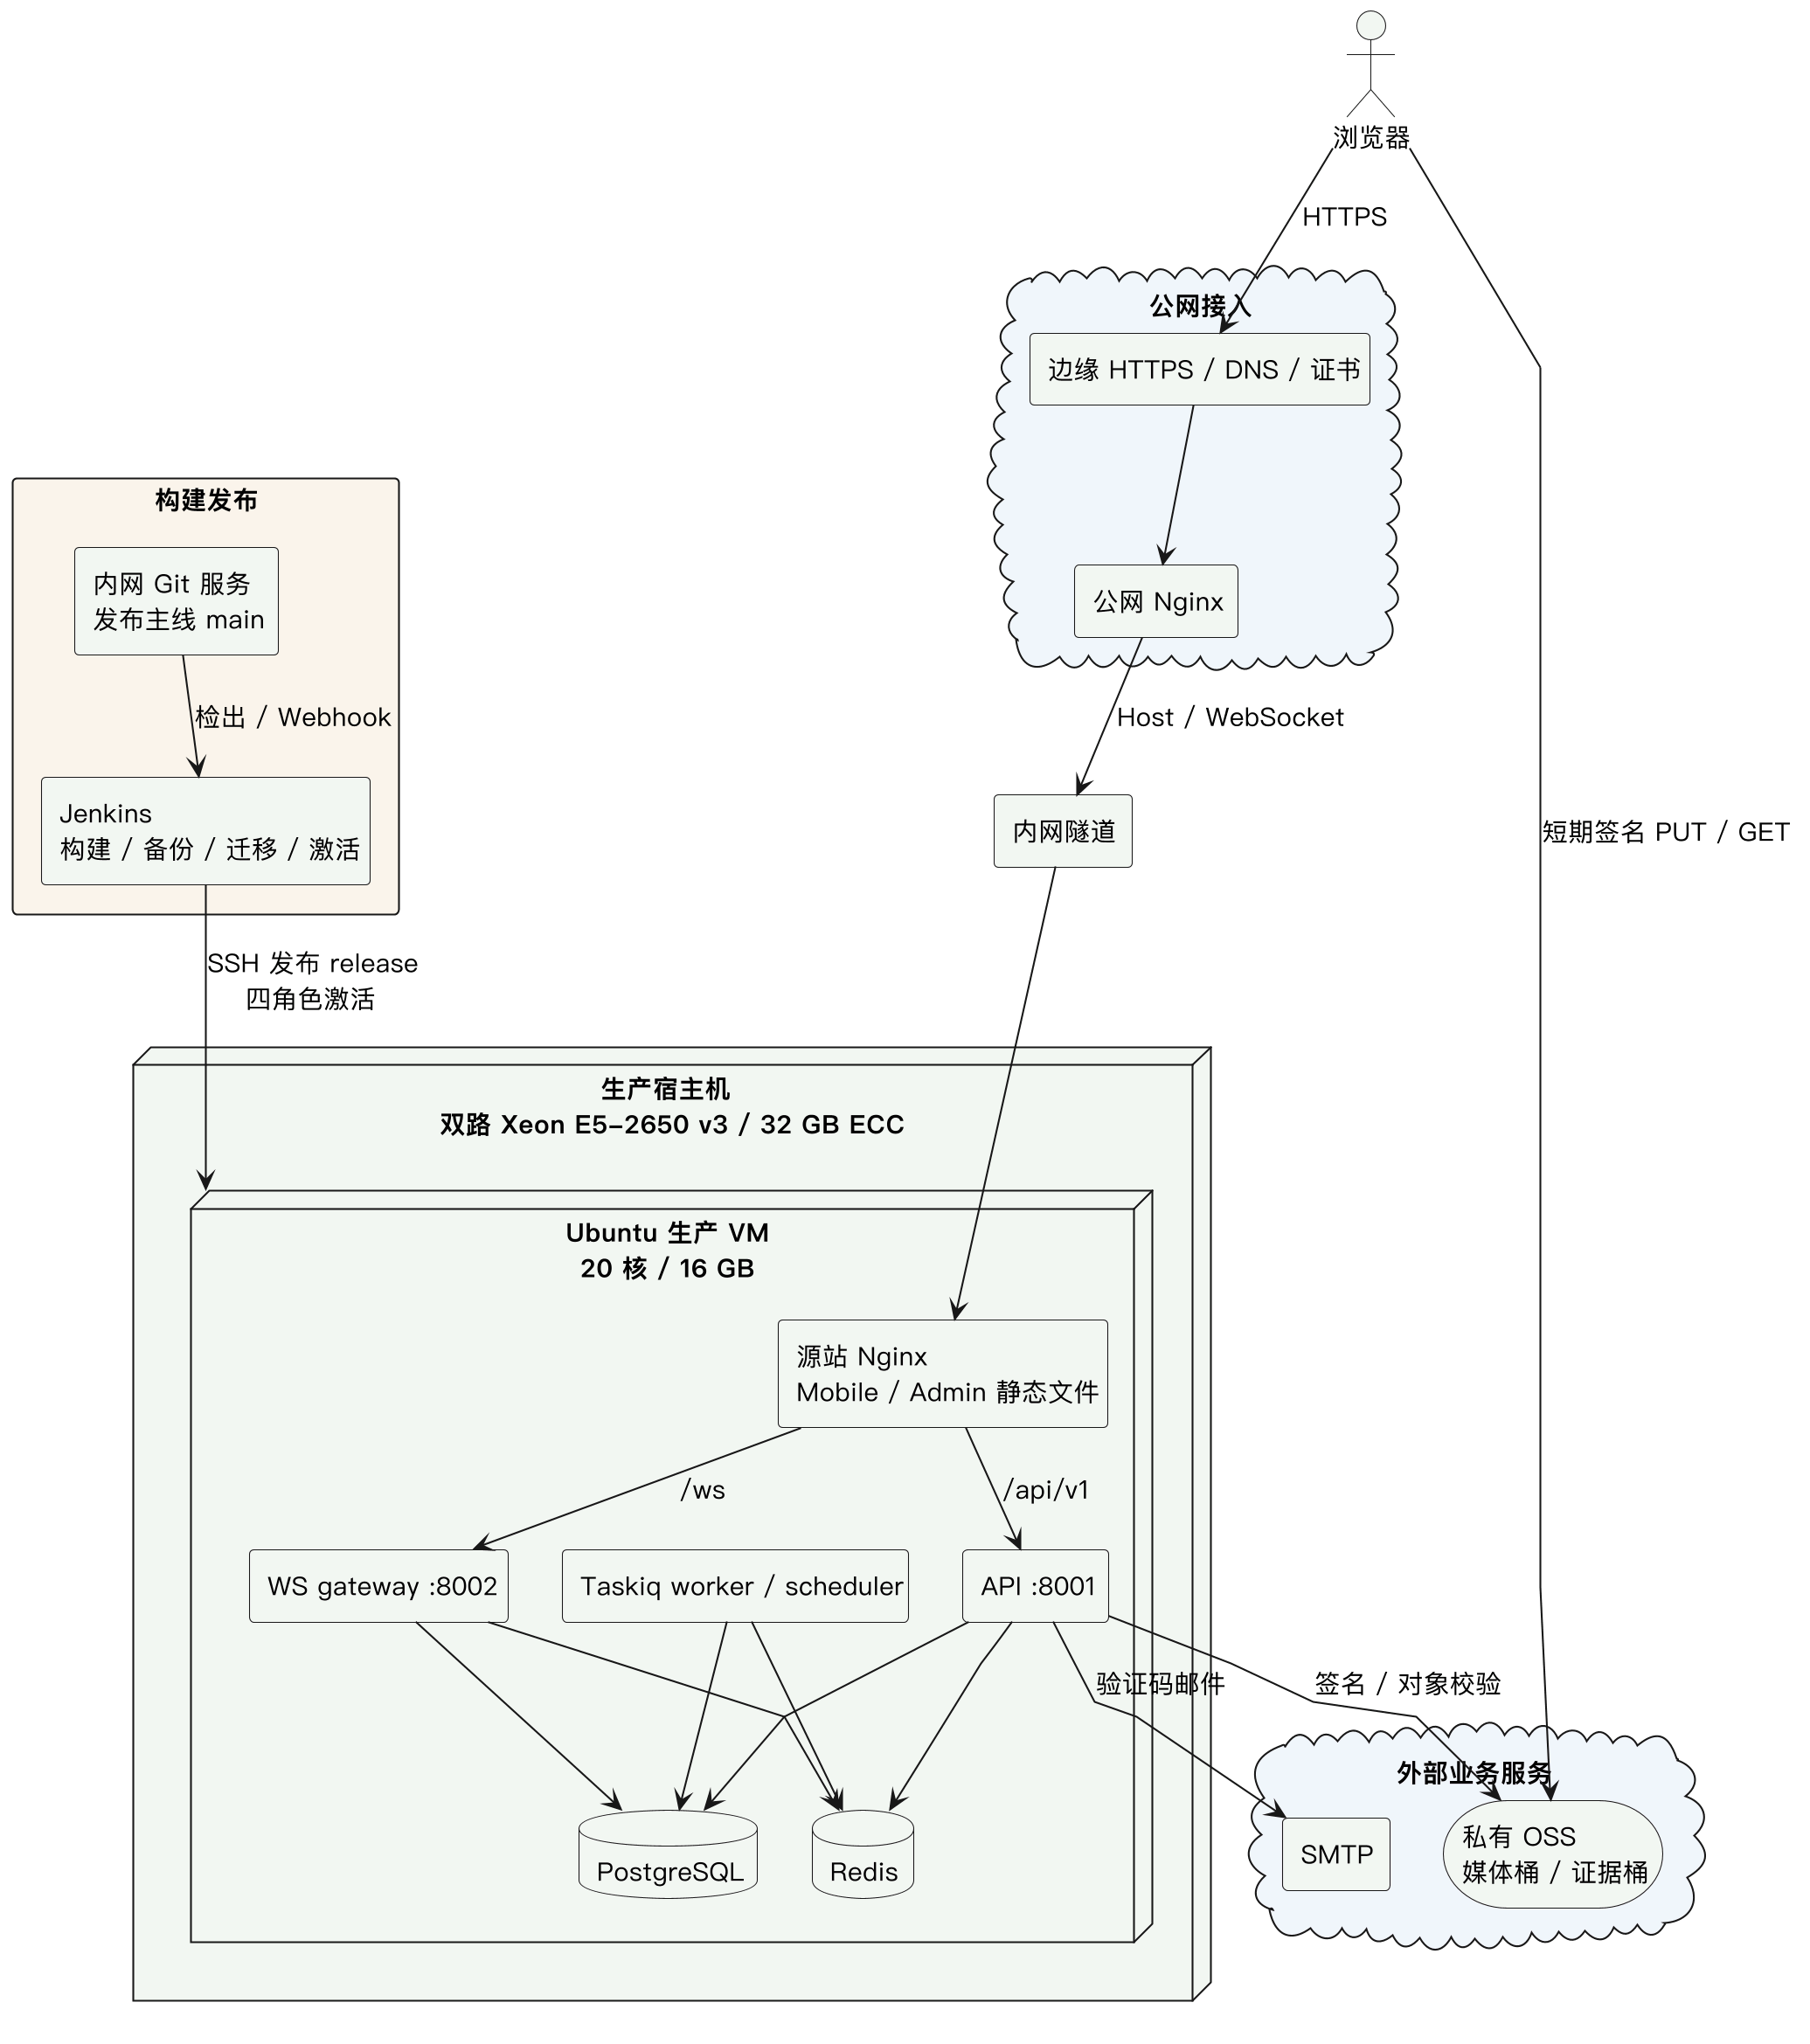 浏览器
HTTPS
公网接入
边缘 HTTPS / DNS / 证书
构建发布
内网 Git 服务
发布主线 main
公网 Nginx
检出 / Webhook
Host / WebSocket
Jenkins
构建 / 备份 / 迁移 / 激活
内网隧道
短期签名 PUT / GET
SSH 发布 release
四角色激活
生产宿主机
双路 Xeon E5-2650 v3 / 32 GB ECC
Ubuntu 生产 VM
20 核 / 16 GB
源站 Nginx
Mobile / Admin 静态文件
/ws
/api/v1
WS gateway :8002
Taskiq worker / scheduler
API :8001
验证码邮件
签名 / 对象校验
外部业务服务
PostgreSQL
Redis
SMTP
私有 OSS
媒体桶 / 证据桶